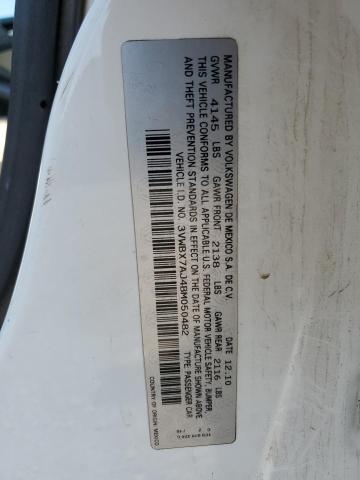 MANUFACTURED BY VOLKSWAGEN DE MEXICO S.A. DE C.V. DATE 12.10
GVWR 4145 LBS GAWR FRONT 2138 LBS GAWR REAR 2116 LBS
THIS VEHICLE CONFORMS TO ALL APPLICABLE U.S. FEDERAL MOTOR VEHICLE SAFETY, BUMPER,
AND THEFT PREVENTION STANDARDS IN EFFECT ON THE DATE OF MANUFACTURE SHOWN ABOVE
VEHICLE I.D. NO. 3VWBX7AJ4BM050482 TYPE: PASSENGER CAR
COUNTRY OF ORIGIN: MEXICO